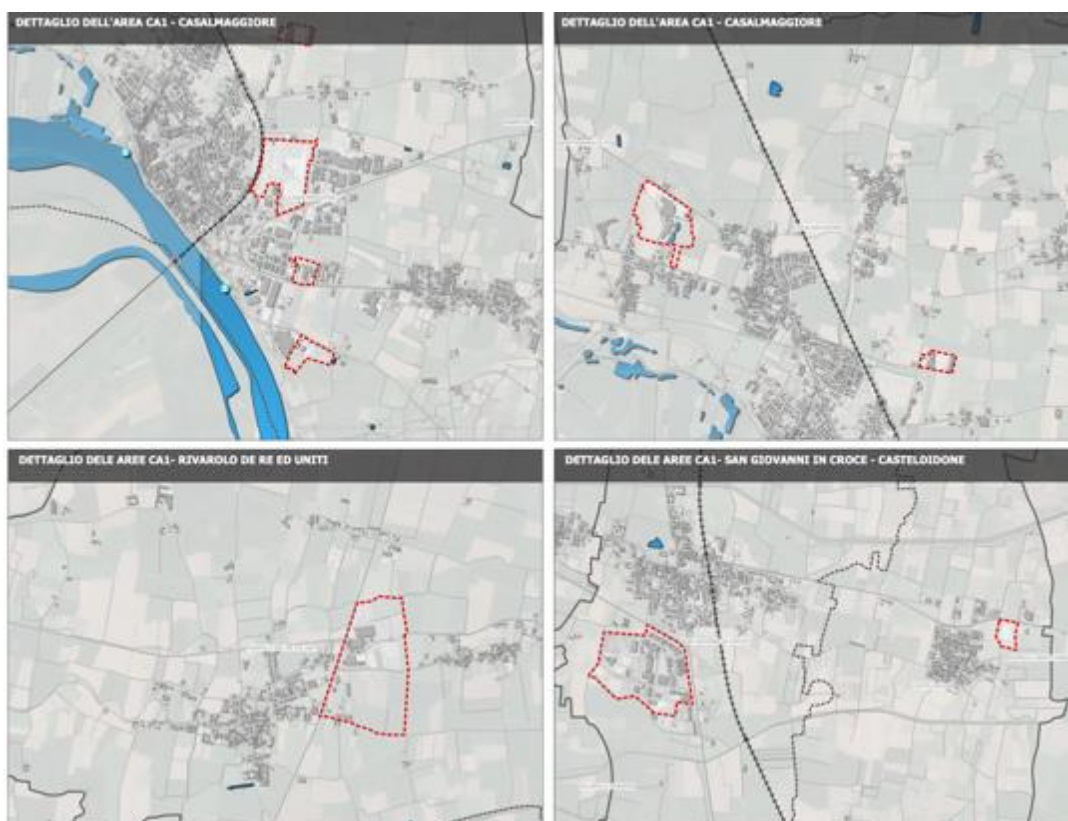 DETTAGLIO DELL'AREA CA1 - CASALMAGGIORE
DETTAGLIO DELL'AREA CA1 - CASALMAGGIORE
DETTAGLIO DELE AREE CA1- RIVAROLO DE RE ED UNITI
DETTAGLIO DELE AREE CA1- SAN GIOVANNI IN CROCE - CASTELDIDONE